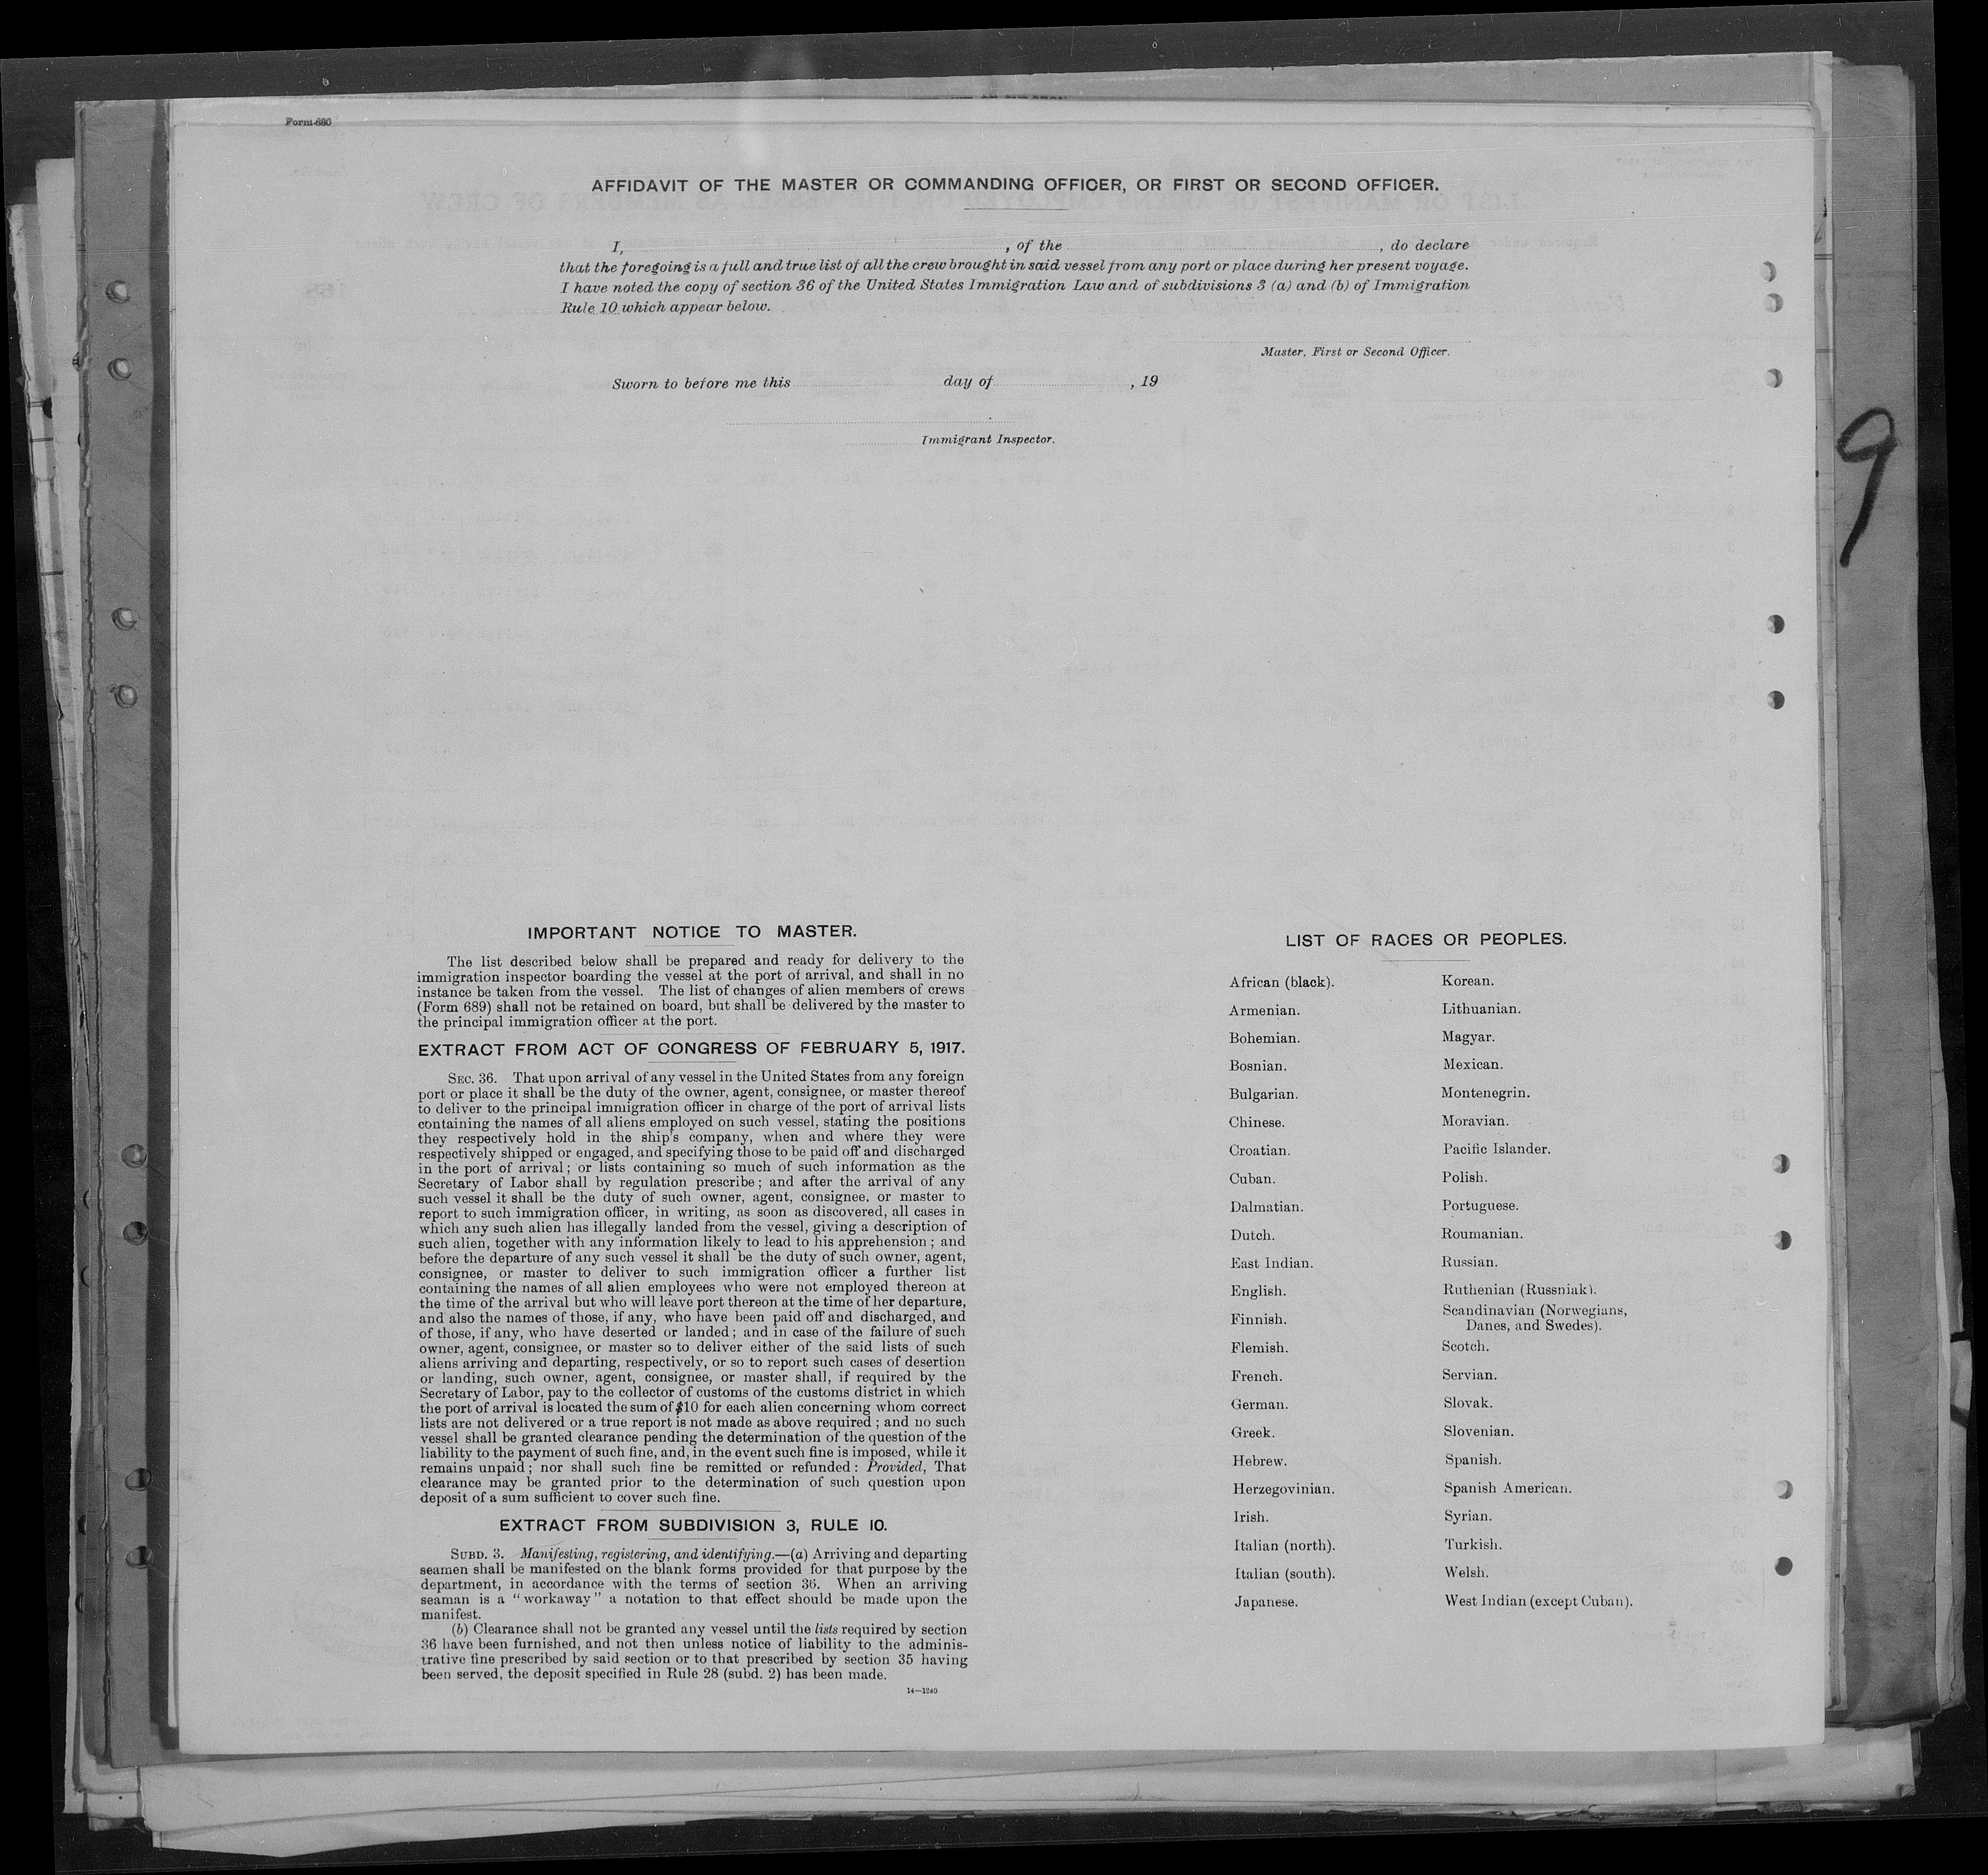 Form 680
AFFIDAVIT OF THE MASTER OR COMMANDING OFFICER, OR FIRST OR SECOND OFFICER.
I, , of the , do declare
that the foregoing is a full and true list of all the crew brought in said vessel from any port or place during her present voyage.
I have noted the copy of section 36 of the United States Immigration Law and of subdivisions 3 (a) and (b) of Immigration
Rule 10 which appear below.
Master, First or Second Officer.
Sworn to before me this day of , 19
Immigrant Inspector.
9
IMPORTANT NOTICE TO MASTER.
The list described below shall be prepared and ready for delivery to the
immigration inspector boarding the vessel at the port of arrival, and shall in no
instance be taken from the vessel. The list of changes of alien members of crews
(Form 689) shall not be retained on board, but shall be delivered by the master to
the principal immigration officer at the port.
EXTRACT FROM ACT OF CONGRESS OF FEBRUARY 5, 1917.
SEC. 36. That upon arrival of any vessel in the United States from any foreign
port or place it shall be the duty of the owner, agent, consignee, or master thereof
to deliver to the principal immigration officer in charge of the port of arrival lists
containing the names of all aliens employed on such vessel, stating the positions
they respectively hold in the ship's company, when and where they were
respectively shipped or engaged, and specifying those to be paid off and discharged
in the port of arrival; or lists containing so much of such information as the
Secretary of Labor shall by regulation prescribe; and after the arrival of any
such vessel it shall be the duty of such owner, agent, consignee, or master to
report to such immigration officer, in writing, as soon as discovered, all cases in
which any such alien has illegally landed from the vessel, giving a description of
such alien, together with any information likely to lead to his apprehension; and
before the departure of any such vessel it shall be the duty of such owner, agent,
consignee, or master to deliver to such immigration officer a further list
containing the names of all alien employees who were not employed thereon at
the time of the arrival but who will leave port thereon at the time of her departure,
and also the names of those, if any, who have been paid off and discharged, and
of those, if any, who have deserted or landed; and in case of the failure of such
owner, agent, consignee, or master so to deliver either of the said lists of such
aliens arriving and departing, respectively, or so to report such cases of desertion
or landing, such owner, agent, consignee, or master shall, if required by the
Secretary of Labor, pay to the collector of customs of the customs district in which
the port of arrival is located the sum of $10 for each alien concerning whom correct
lists are not delivered or a true report is not made as above required; and no such
vessel shall be granted clearance pending the determination of the question of the
liability to the payment of such fine, and, in the event such fine is imposed, while it
remains unpaid; nor shall such fine be remitted or refunded: Provided, That
clearance may be granted prior to the determination of such question upon
deposit of a sum sufficient to cover such fine.
EXTRACT FROM SUBDIVISION 3, RULE 10.
SUBD. 3. Manifesting, registering, and identifying.—(a) Arriving and departing
seamen shall be manifested on the blank forms provided for that purpose by the
department, in accordance with the terms of section 36. When an arriving
seaman is a "workaway" a notation to that effect should be made upon the
manifest.
(b) Clearance shall not be granted any vessel until the lists required by section
36 have been furnished, and not then unless notice of liability to the adminis-
trative fine prescribed by said section or to that prescribed by section 35 having
been served, the deposit specified in Rule 28 (subd. 2) has been made.
14—1240
LIST OF RACES OR PEOPLES.
African (black).
Armenian.
Bohemian.
Bosnian.
Bulgarian.
Chinese.
Croatian.
Cuban.
Dalmatian.
Dutch.
East Indian.
English.
Finnish.
Flemish.
French.
German.
Greek.
Hebrew.
Herzegovinian.
Irish.
Italian (north).
Italian (south).
Japanese.
Korean.
Lithuanian.
Magyar.
Mexican.
Montenegrin.
Moravian.
Pacific Islander.
Polish.
Portuguese.
Roumanian.
Russian.
Ruthenian (Russniak).
Scandinavian (Norwegians,
Danes, and Swedes).
Scotch.
Servian.
Slovak.
Slovenian.
Spanish.
Spanish American.
Syrian.
Turkish.
Welsh.
West Indian (except Cuban).